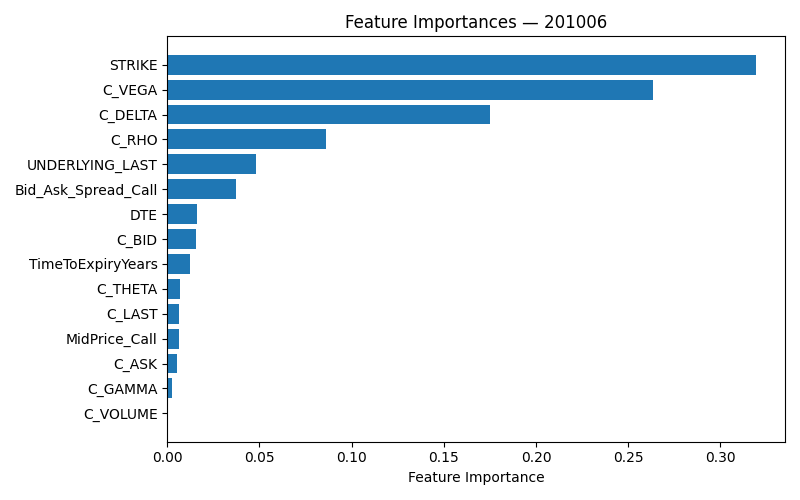 Feature Importances — 201006
STRIKE
C_VEGA
C_DELTA
C_RHO
UNDERLYING_LAST
Bid_Ask_Spread_Call
DTE
C_BID
TimeToExpiryYears
C_THETA
C_LAST
MidPrice_Call
C_ASK
C_GAMMA
C_VOLUME
0.00 0.05 0.10 0.15 0.20 0.25 0.30
Feature Importance